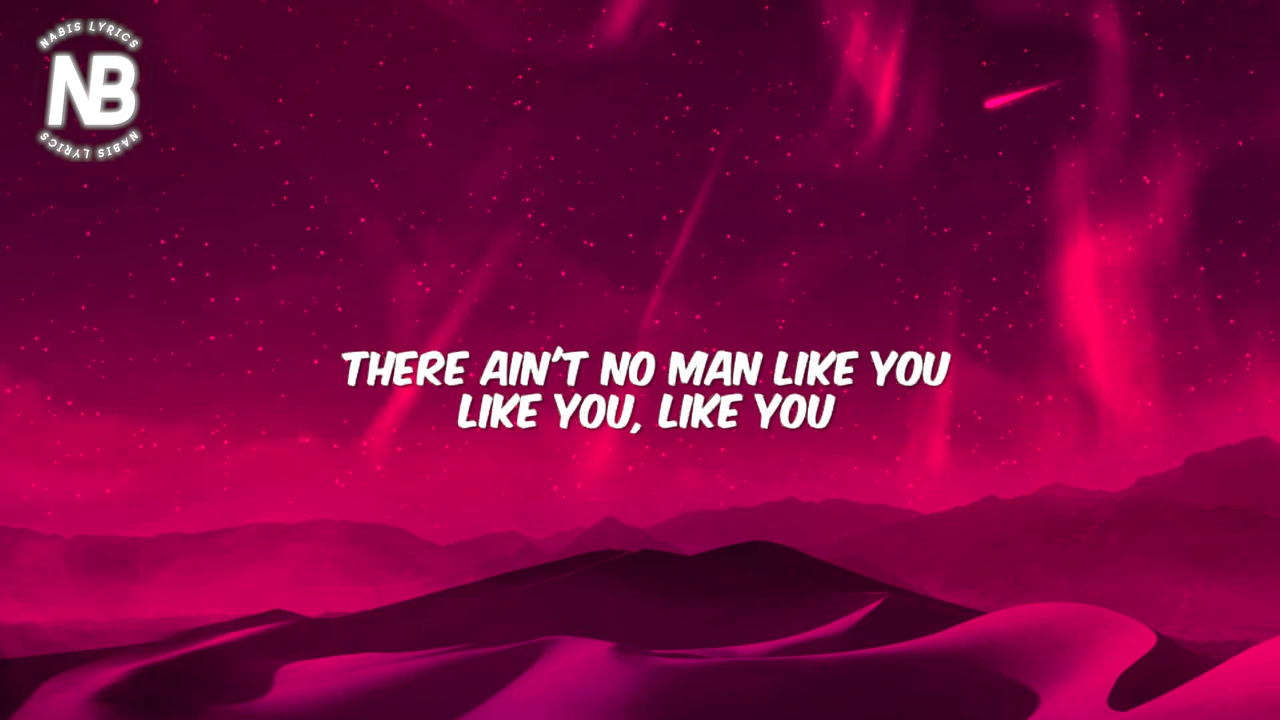 NABIS LYRICS
NB
NABIS LYRICS
THERE AIN'T NO MAN LIKE YOU
LIKE YOU, LIKE YOU